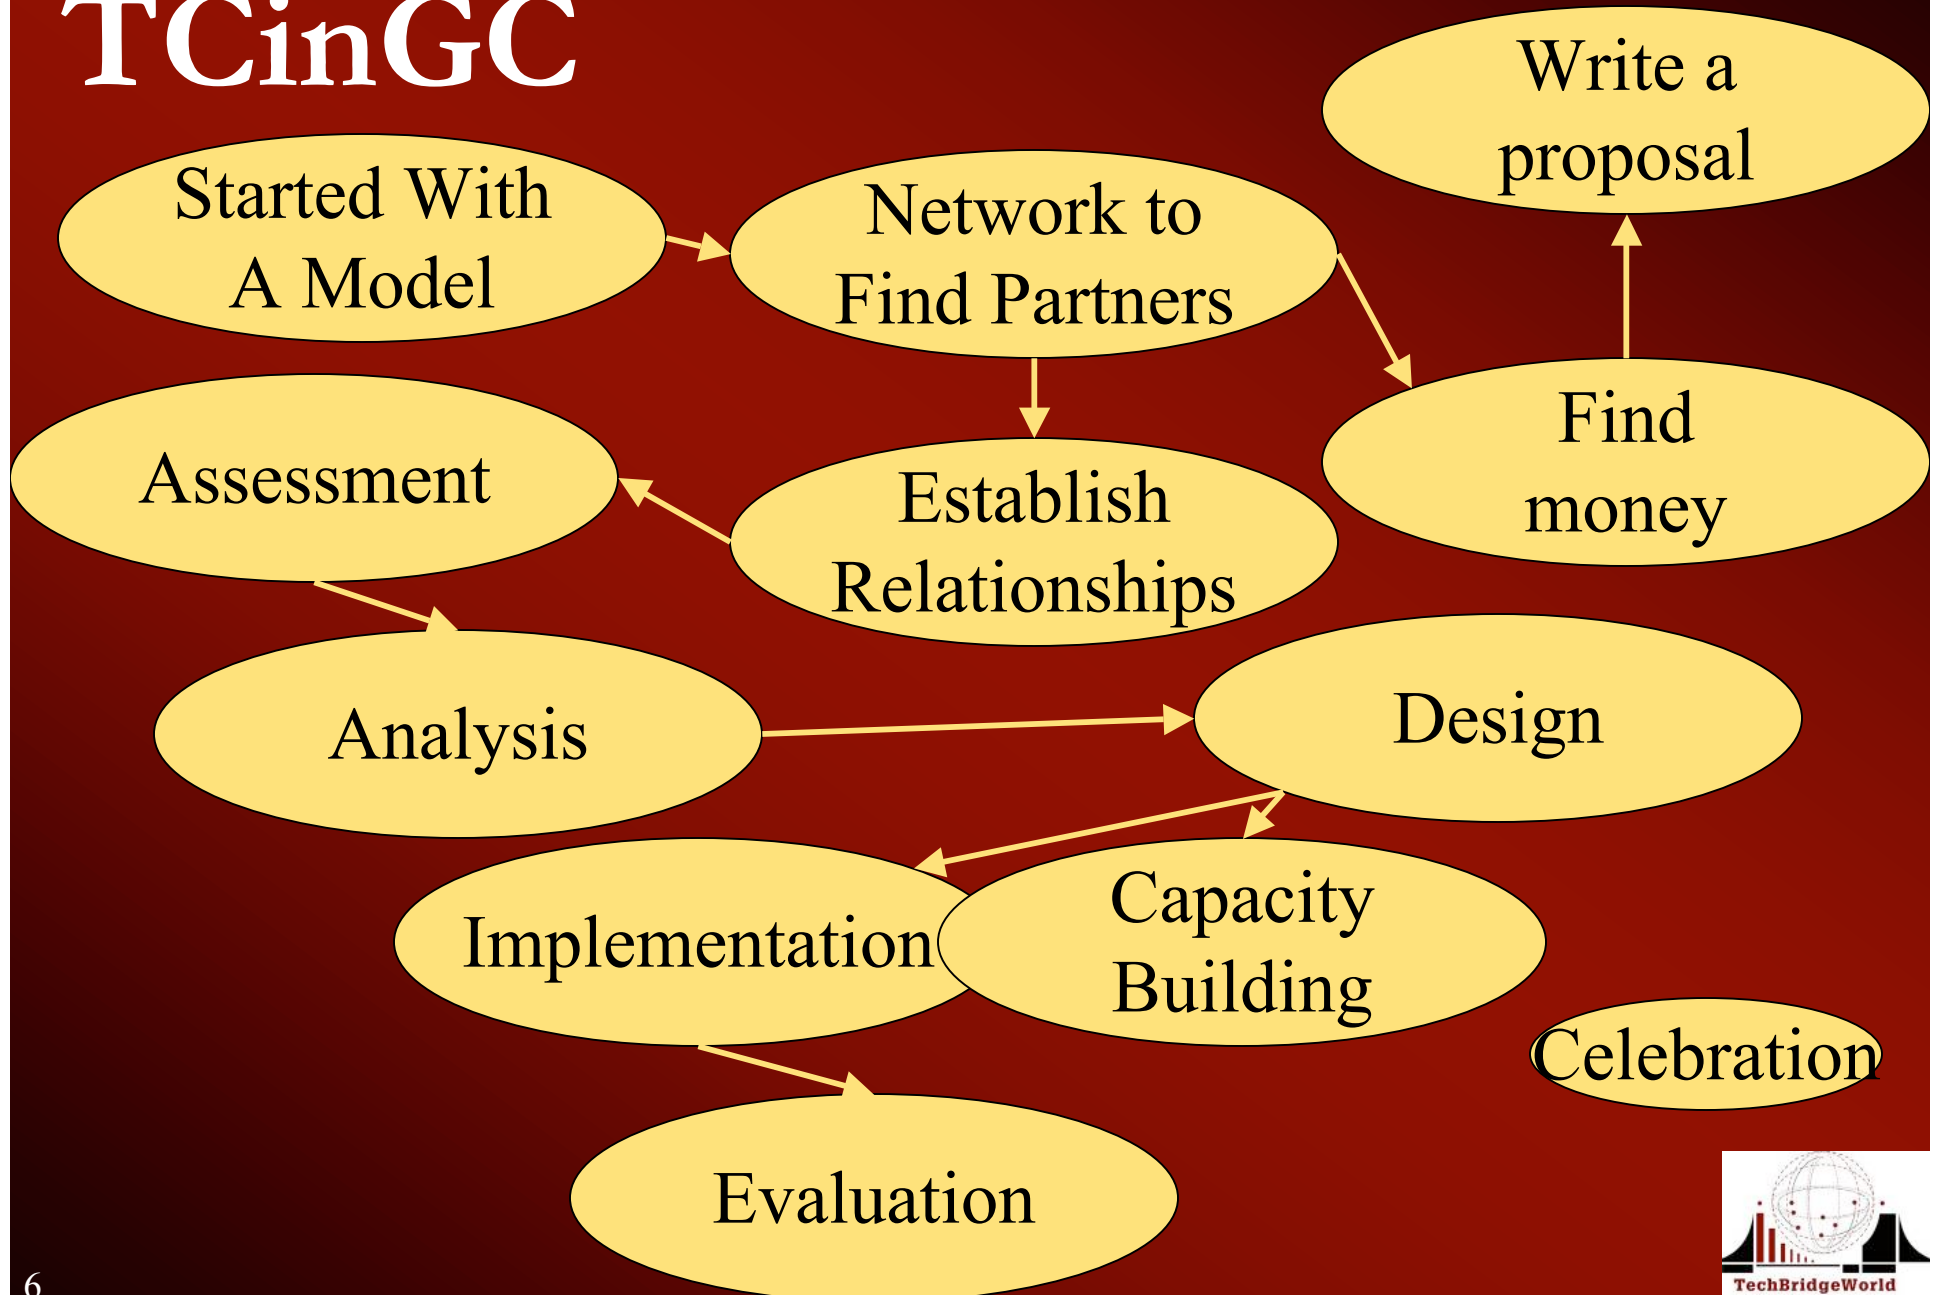 TCinGC
Write a
proposal
Started With
A Model
Network to
Find Partners
Find
money
Assessment
Establish
Relationships
Analysis
Design
Implementation
Capacity
Building
Celebration
Evaluation
TechBridgeWorld
6